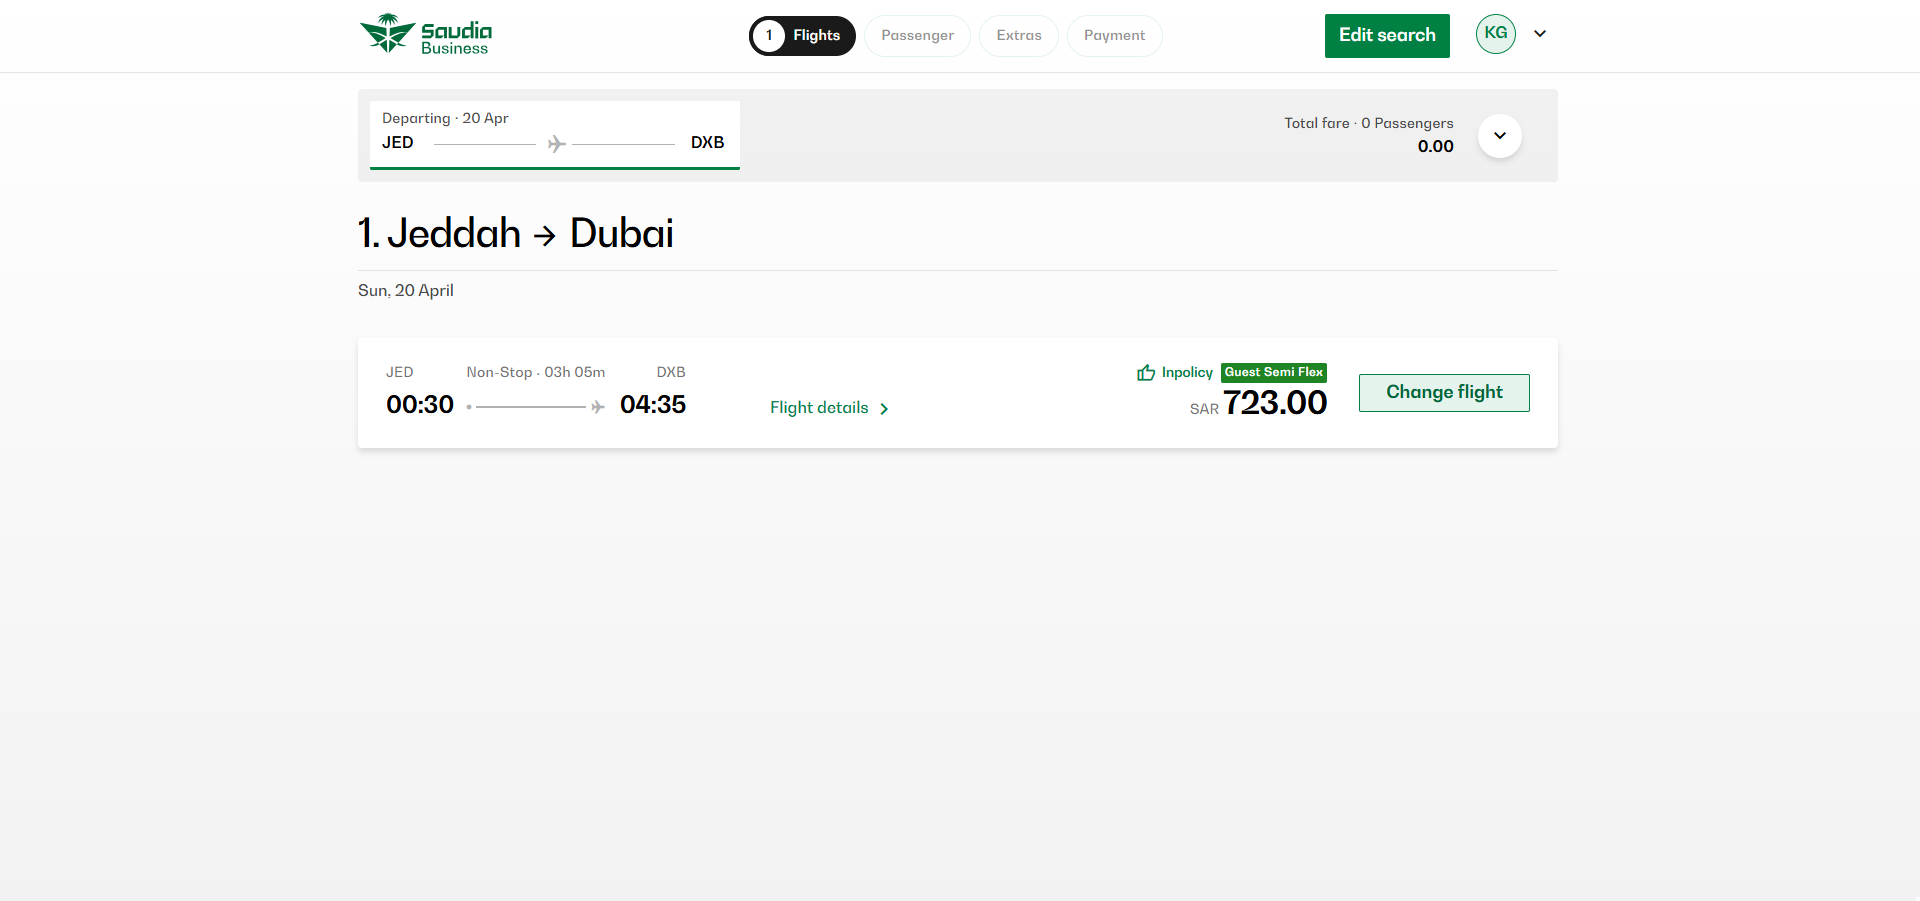 Saudia
Business
1 Flights
Passenger
Extras
Payment
Edit search
KG
Departing · 20 Apr
JED
DXB
Total fare · 0 Passengers
0.00
1. Jeddah → Dubai
Sun, 20 April
JED
Non-Stop · 03h 05m
DXB
00:30
04:35
Flight details
Inpolicy
Guest Semi Flex
SAR 723.00
Change flight